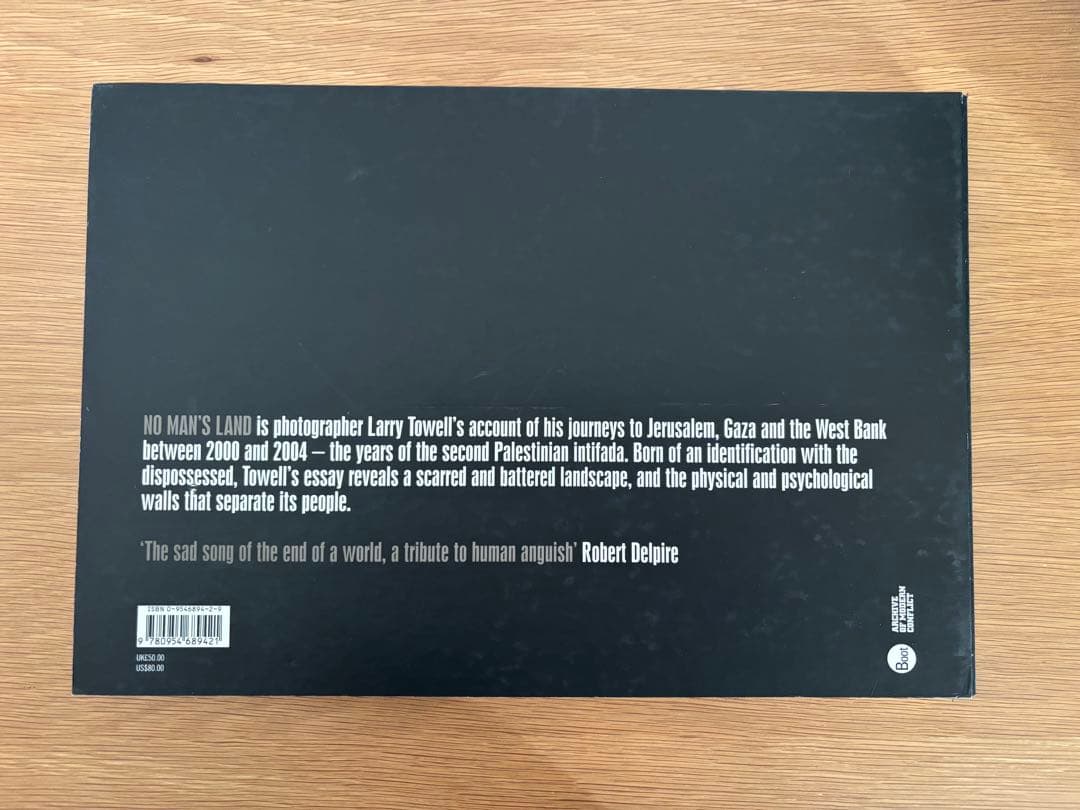 NO MAN'S LAND is photographer Larry Towell's account of his journeys to Jerusalem, Gaza and the West Bank
between 2000 and 2004 – the years of the second Palestinian intifada. Born of an identification with the
dispossessed, Towell's essay reveals a scarred and battered landscape, and the physical and psychological
walls that separate its people.
'The sad song of the end of a world, a tribute to human anguish' Robert Delpire
ISBN 0-9546894-2-9
9 780954 689421
UK£50.00
US$80.00
ARCHIVE
OF MODERN
CONFLICT
Boot